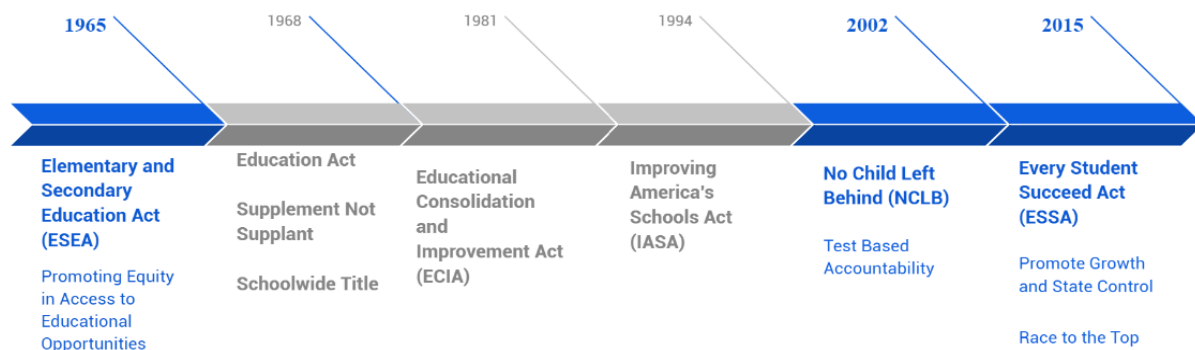 1965
1968
1981
1994
2002
2015
Elementary and
Secondary
Education Act
(ESEA)
Promoting Equity
in Access to
Educational
Opportunities
Education Act
Supplement Not
Supplant
Schoolwide Title
Educational
Consolidation
and
Improvement Act
(ECIA)
Improving
America's
Schools Act
(IASA)
No Child Left
Behind (NCLB)
Test Based
Accountability
Every Student
Succeed Act
(ESSA)
Promote Growth
and State Control
Race to the Top